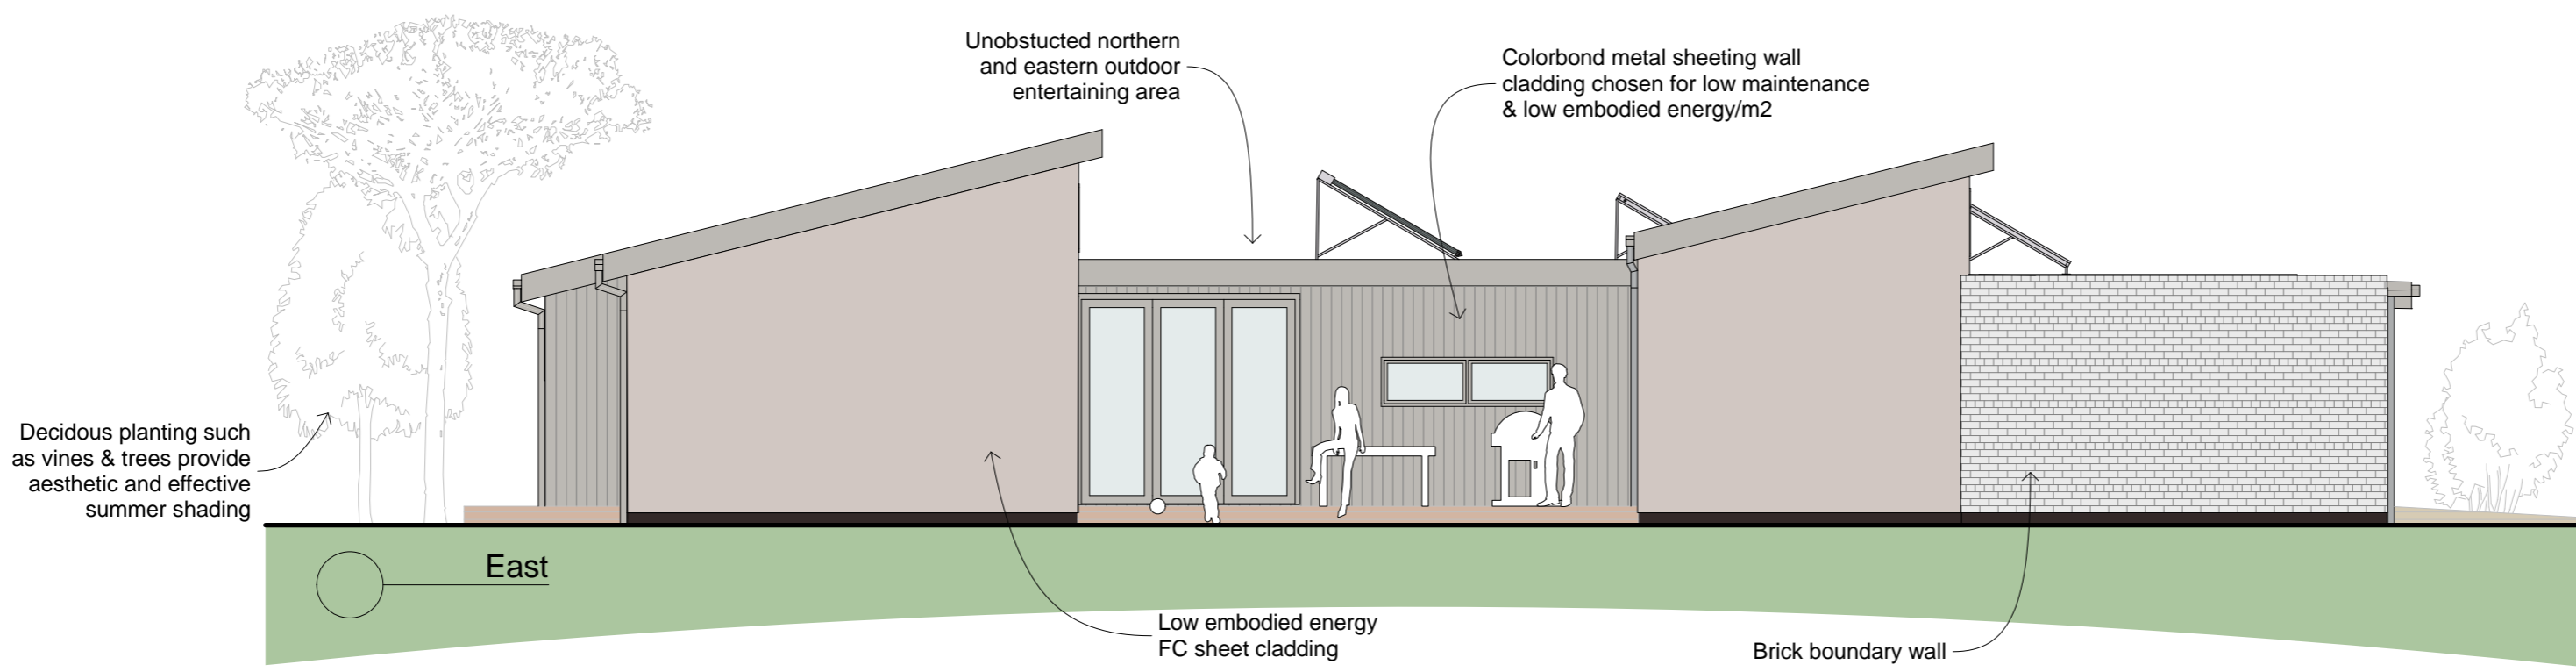 Unobstucted northern
and eastern outdoor
entertaining area
Colorbond metal sheeting wall
cladding chosen for low maintenance
& low embodied energy/m2
Decidous planting such
as vines & trees provide
aesthetic and effective
summer shading
East
Low embodied energy
FC sheet cladding
Brick boundary wall